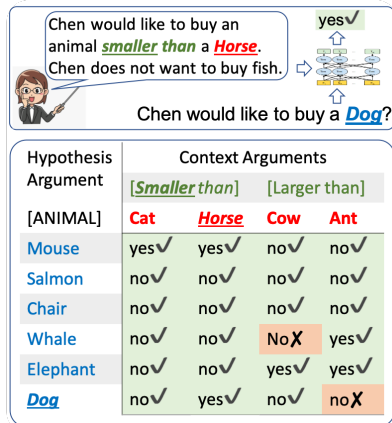 Chen would like to buy an
animal smaller than a Horse.
Chen does not want to buy fish.
yes✓
Chen would like to buy a Dog?
Hypothesis Argument Context Arguments
[Smaller than] [Larger than]
[ANIMAL] Cat Horse Cow Ant
Mouse yes✓ yes✓ no✓ no✓
Salmon no✓ no✓ no✓ no✓
Chair no✓ no✓ no✓ no✓
Whale no✓ no✓ No✗ yes✓
Elephant no✓ no✓ yes✓ yes✓
Dog no✓ yes✓ no✓ no✗